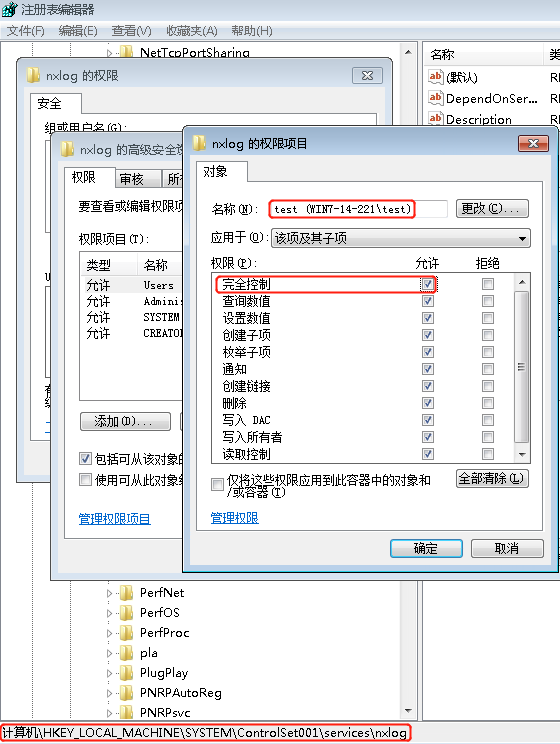 注册表编辑器
文件(F) 编辑(E) 查看(V) 收藏夹(A) 帮助(H)
NetTcpPortSharing
名称
(默认)
DependOnSer...
Description
nxlog 的权限
安全
组或用户名(G):
nxlog 的高级安全
权限 审核
要查看或编辑权限项
权限项目(T):
类型 名称
允许 Users
允许 Admini
允许 SYSTEM
允许 CREATOR
添加(D)...
包括可从该对象的
使用可从此对象
管理权限项目
nxlog 的权限项目
对象
名称(N): test (WIN7-14-221\test) 更改(C)...
应用于(O): 该项及其子项
权限(P): 允许 拒绝
完全控制
查询数值
设置数值
创建子项
枚举子项
通知
创建链接
删除
写入 DAC
写入所有者
读取控制
仅将这些权限应用到此容器中的对象和
/或容器(T)
全部清除(L)
管理权限
确定 取消
PerfNet
PerfOS
PerfProc
pla
PlugPlay
PNRPAutoReg
PNRPsvc
计算机\HKEY_LOCAL_MACHINE\SYSTEM\ControlSet001\services\nxlog